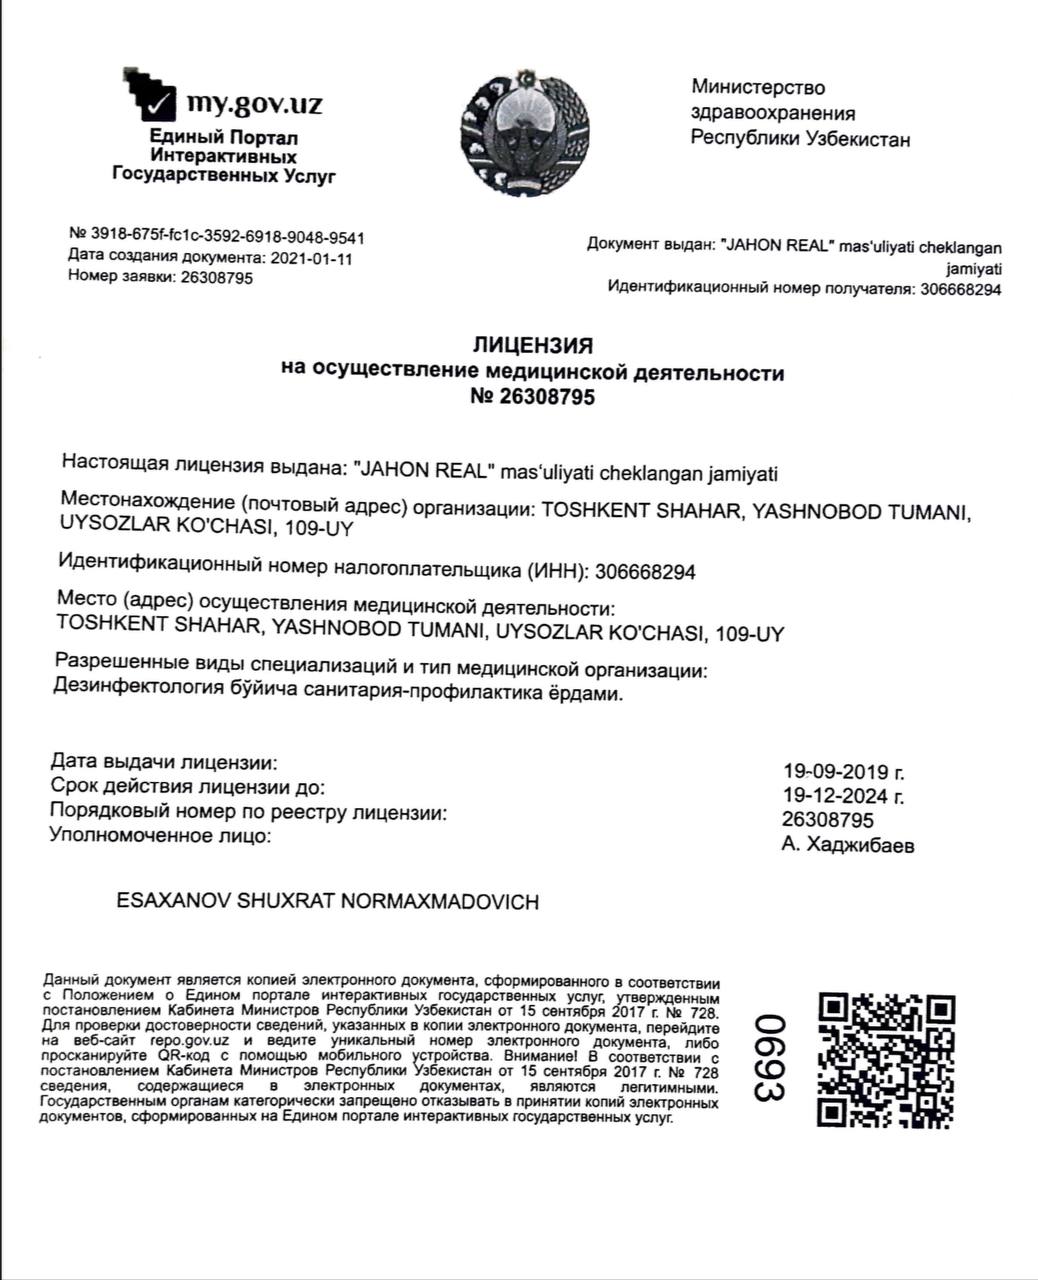 my.gov.uz
Единый Портал
Интерактивных
Государственных Услуг
Министерство
здравоохранения
Республики Узбекистан
№ 3918-675f-fc1c-3592-6918-9048-9541
Дата создания документа: 2021-01-11
Номер заявки: 26308795
Документ выдан: "JAHON REAL" mas'uliyati cheklangan
jamiyati
Идентификационный номер получателя: 306668294
ЛИЦЕНЗИЯ
на осуществление медицинской деятельности
№ 26308795
Настоящая лицензия выдана: "JAHON REAL" mas‘uliyati cheklangan jamiyati
Местонахождение (почтовый адрес) организации: TOSHKENT SHAHAR, YASHNOBOD TUMANI,
UYSOZLAR KO'CHASI, 109-UY
Идентификационный номер налогоплательщика (ИНН): 306668294
Место (адрес) осуществления медицинской деятельности:
TOSHKENT SHAHAR, YASHNOBOD TUMANI, UYSOZLAR KO'CHASI, 109-UY
Разрешенные виды специализаций и тип медицинской организации:
Дезинфектология бўйича санитария-профилактика ёрдами.
Дата выдачи лицензии: 19-09-2019 г.
Срок действия лицензии до: 19-12-2024 г.
Порядковый номер по реестру лицензии: 26308795
Уполномоченное лицо: А. Хаджибаев
ESAXANOV SHUXRAT NORMAXMADOVICH
Данный документ является копией электронного документа, сформированного в соответствии
с Положением о Едином портале интерактивных государственных услуг, утвержденным
постановлением Кабинета Министров Республики Узбекистан от 15 сентября 2017 г. № 728.
Для проверки достоверности сведений, указанных в копии электронного документа, перейдите
на веб-сайт repo.gov.uz и ведите уникальный номер электронного документа, либо
просканируйте QR-код с помощью мобильного устройства. Внимание! В соответствии с
постановлением Кабинета Министров Республики Узбекистан от 15 сентября 2017 г. № 728
сведения, содержащиеся в электронных документах, являются легитимными.
Государственным органам категорически запрещено отказывать в принятии копий электронных
документов, сформированных на Едином портале интерактивных государственных услуг.
0693